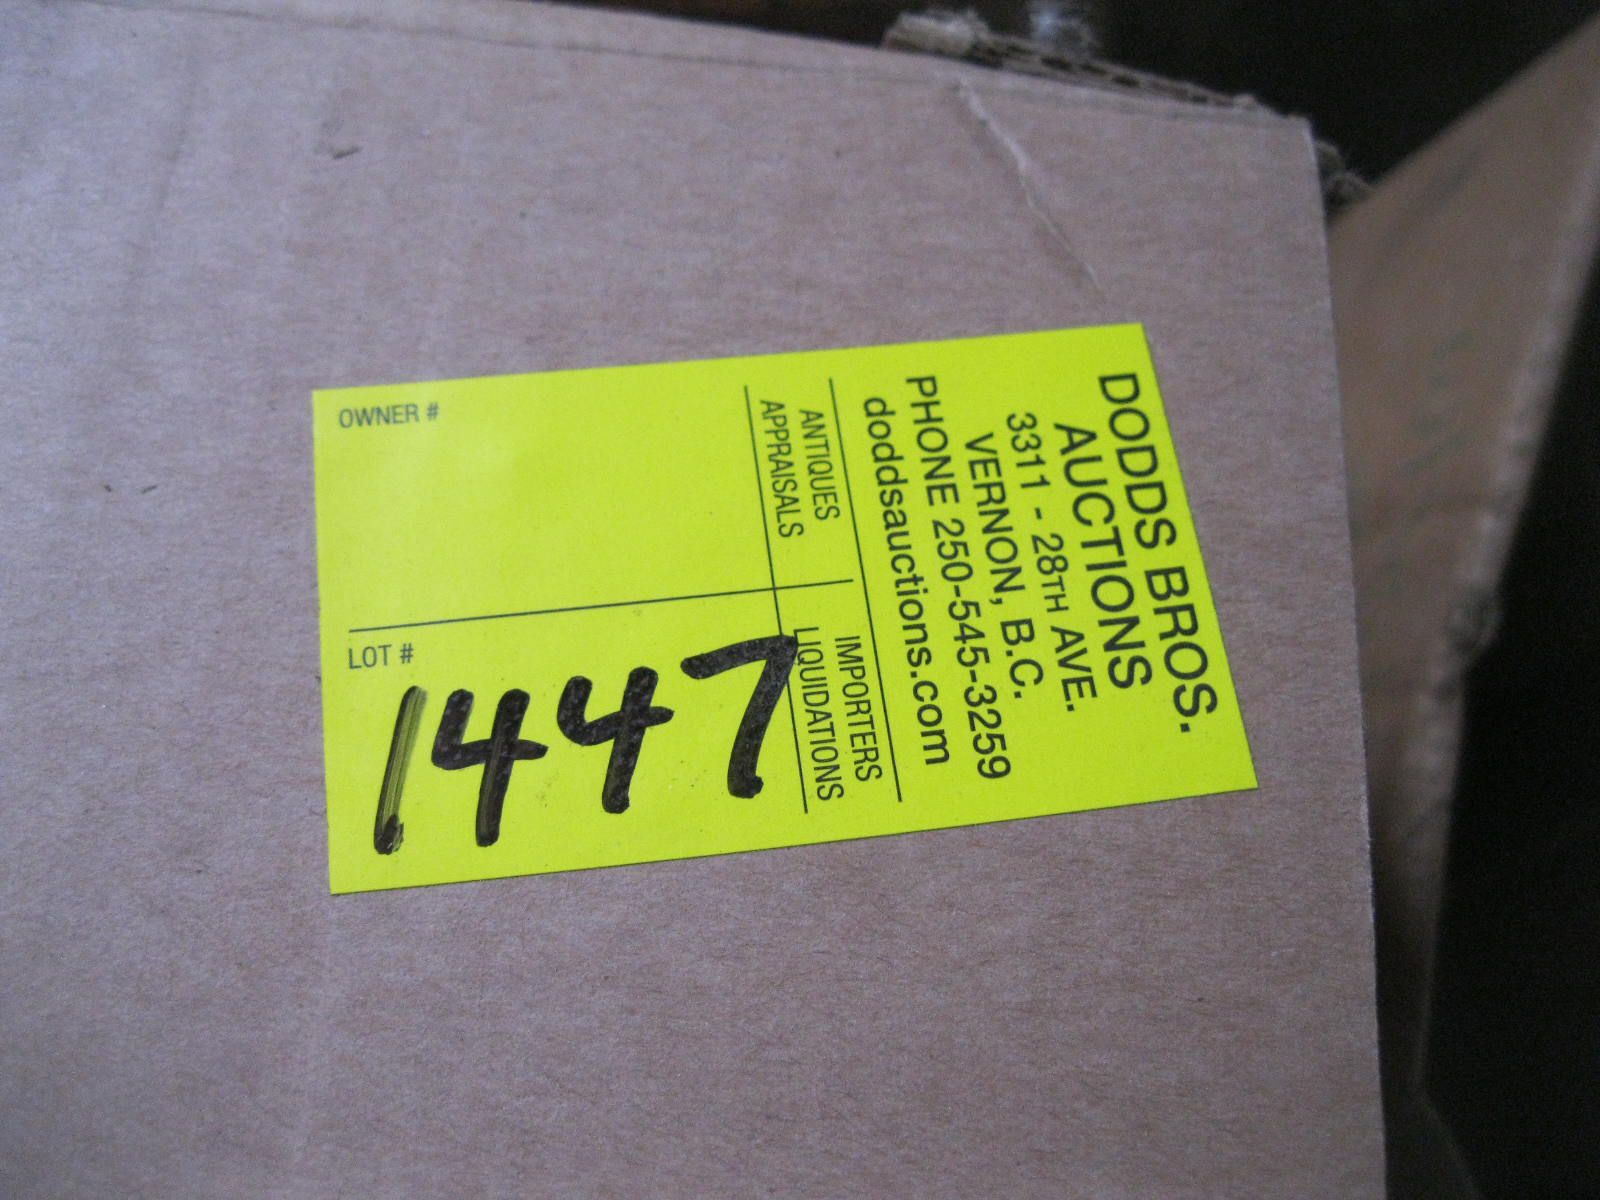 DODDS BROS.
AUCTIONS
3311 - 28TH AVE.
VERNON, B.C.
PHONE 250-545-3259
doddsauctions.com
ANTIQUES
APPRAISALS
IMPORTERS
LIQUIDATIONS
OWNER #
LOT #
1447